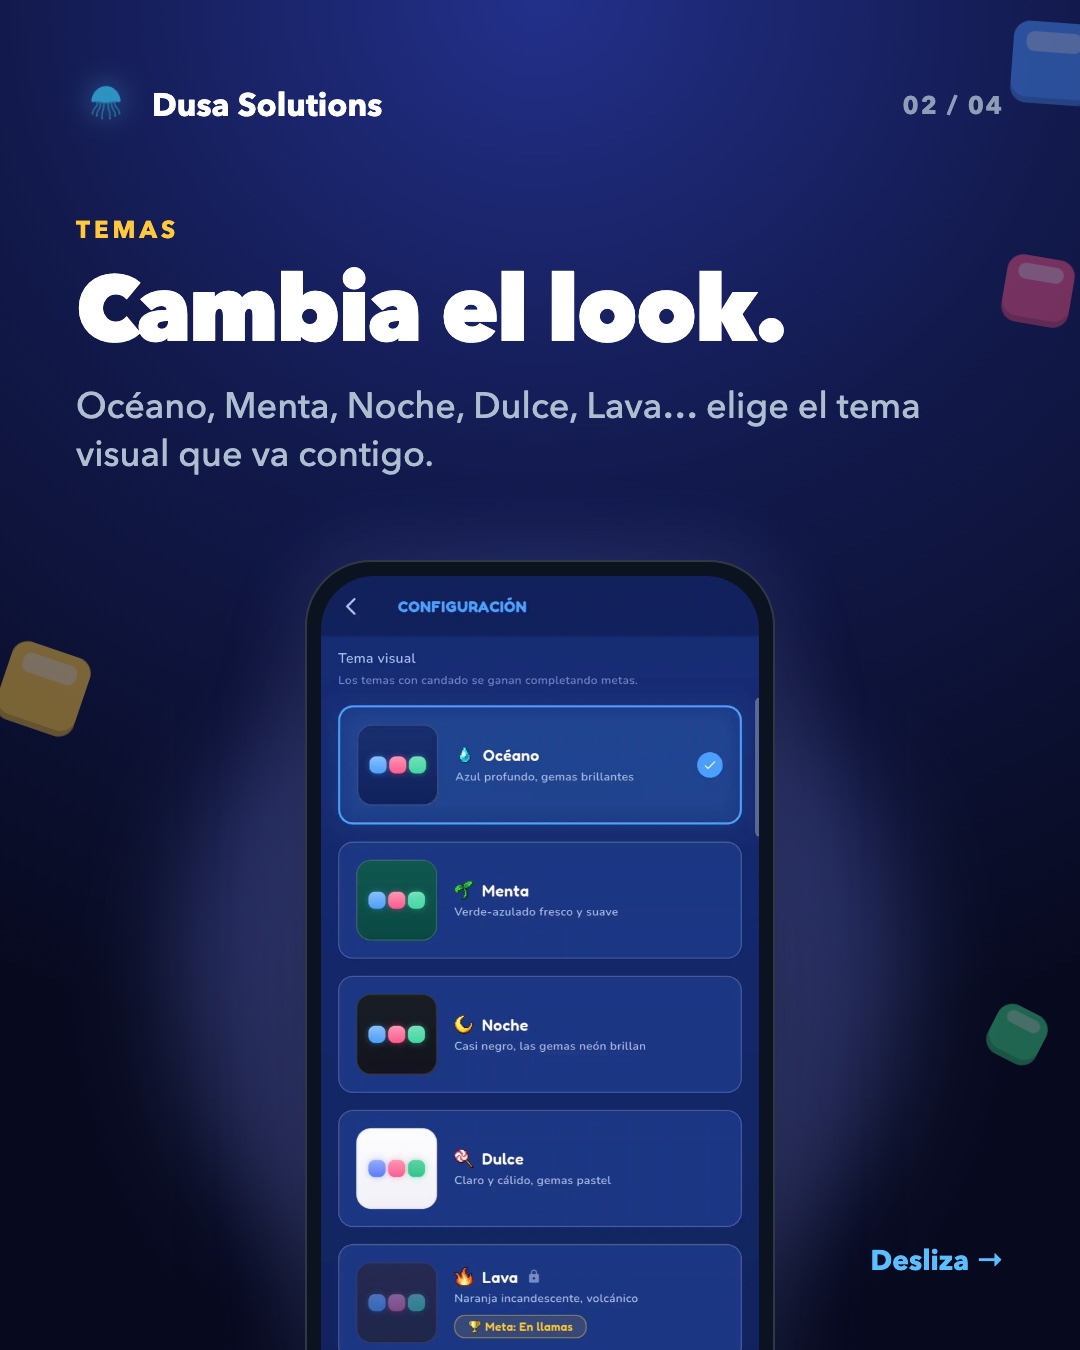 Dusa Solutions
02 / 04
TEMAS
Cambia el look.
Océano, Menta, Noche, Dulce, Lava... elige el tema
visual que va contigo.
CONFIGURACIÓN
Tema visual
Los temas con candado se ganan completando metas.
Océano
Azul profundo, gemas brillantes
Menta
Verde-azulado fresco y suave
Noche
Casi negro, las gemas neón brillan
Dulce
Claro y cálido, gemas pastel
Lava
Naranja incandescente, volcánico
Meta: En llamas
Desliza →